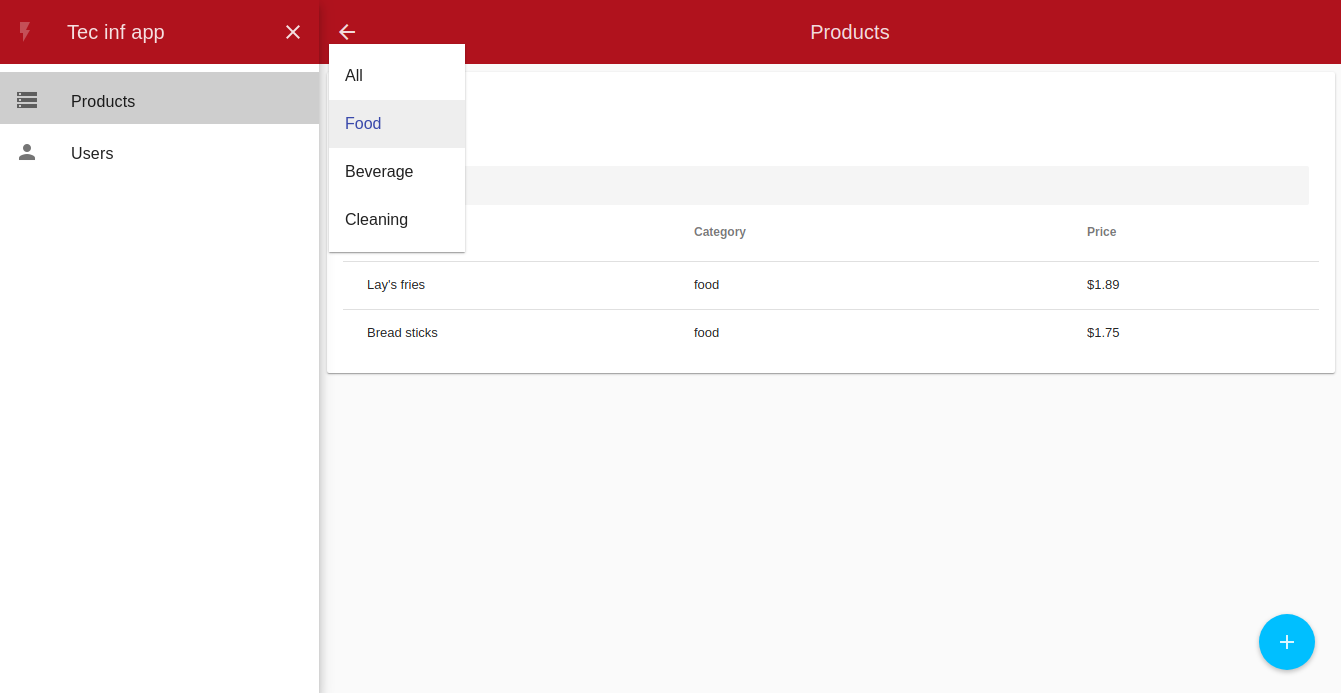 Tec inf app
Products
Products
Users
All
Food
Beverage
Cleaning
Category Price
Lay's fries food $1.89
Bread sticks food $1.75